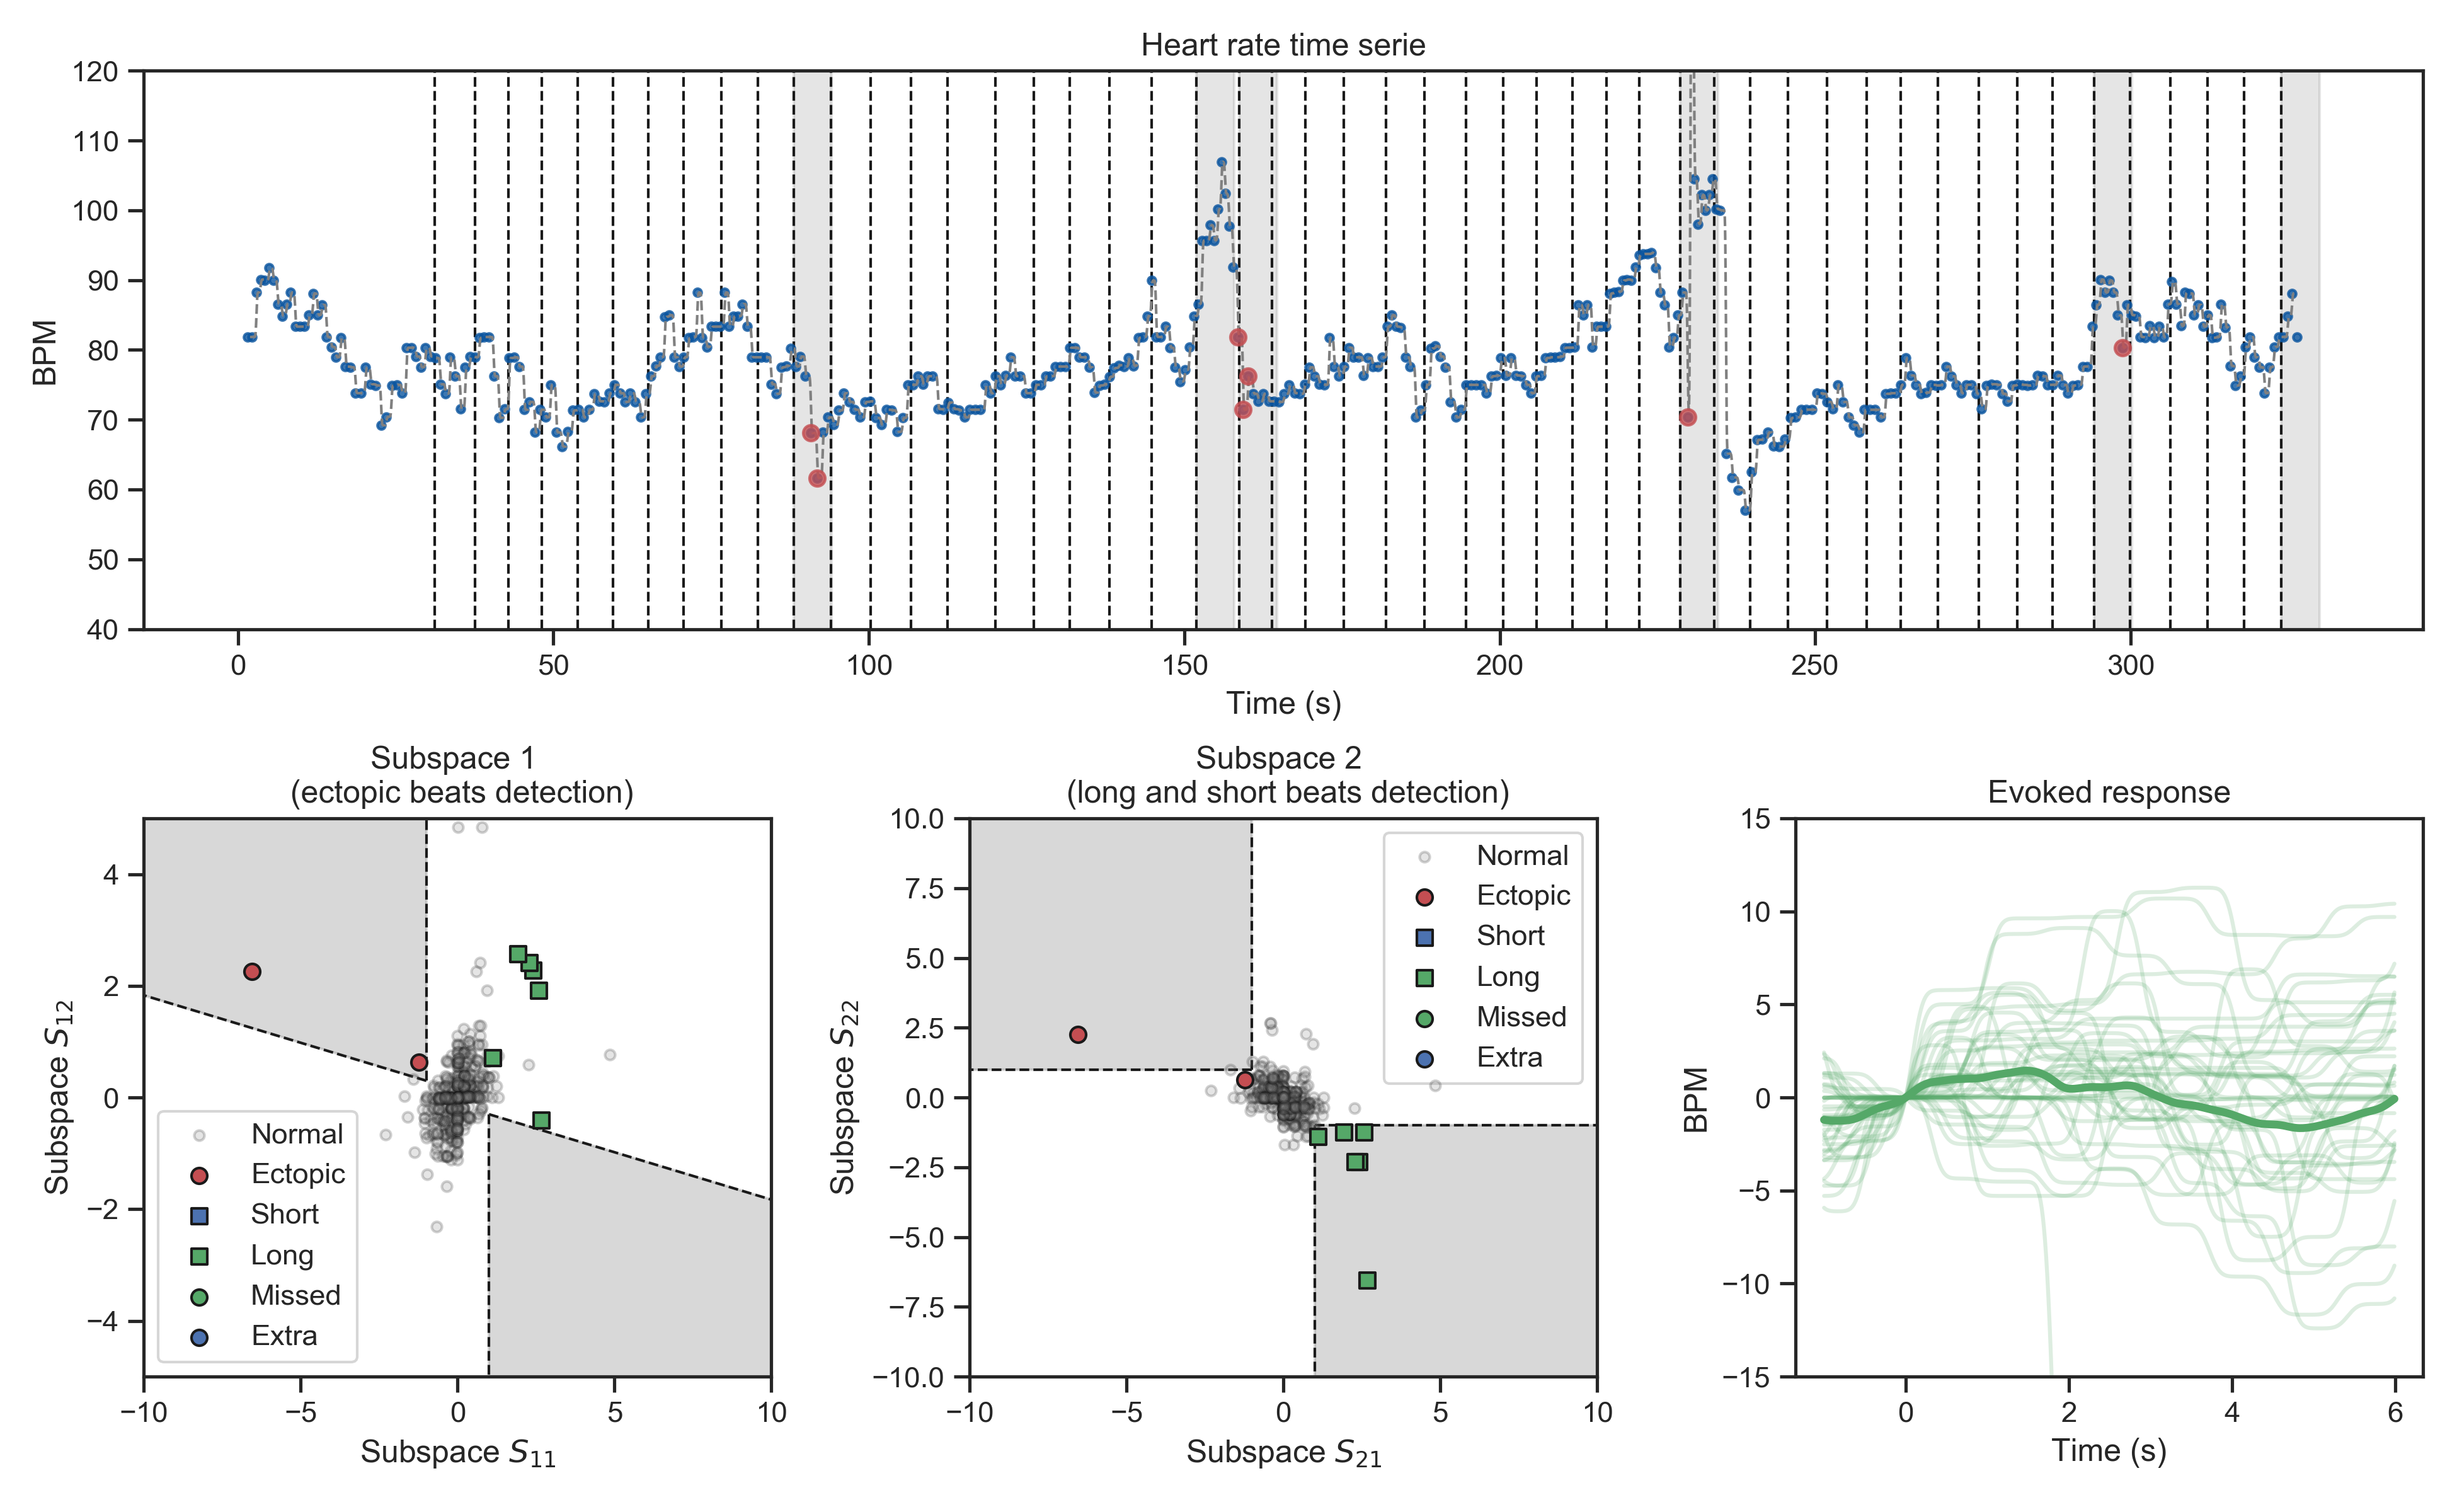 Heart rate time serie
120
110
100
90
80
70
60
50
40
BPM
0 50 100 150 200 250 300
Time (s)
Subspace 1
(ectopic beats detection)
4
2
0
−2
−4
Subspace S12
Normal
Ectopic
Short
Long
Missed
Extra
−10 −5 0 5 10
Subspace S11
Subspace 2
(long and short beats detection)
10.0
7.5
5.0
2.5
0.0
−2.5
−5.0
−7.5
−10.0
Subspace S22
Normal
Ectopic
Short
Long
Missed
Extra
−10 −5 0 5 10
Subspace S21
Evoked response
15
10
5
0
−5
−10
−15
BPM
0 2 4 6
Time (s)